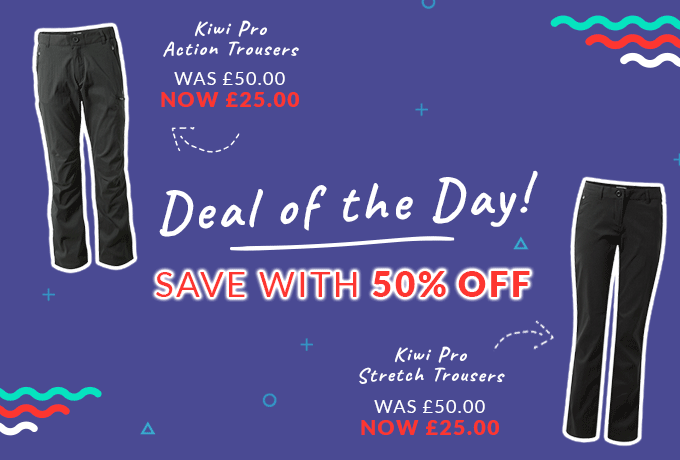 Kiwi Pro
Action Trousers
WAS £50.00
NOW £25.00
Deal of the Day!
SAVE WITH 50% OFF
Kiwi Pro
Stretch Trousers
WAS £50.00
NOW £25.00